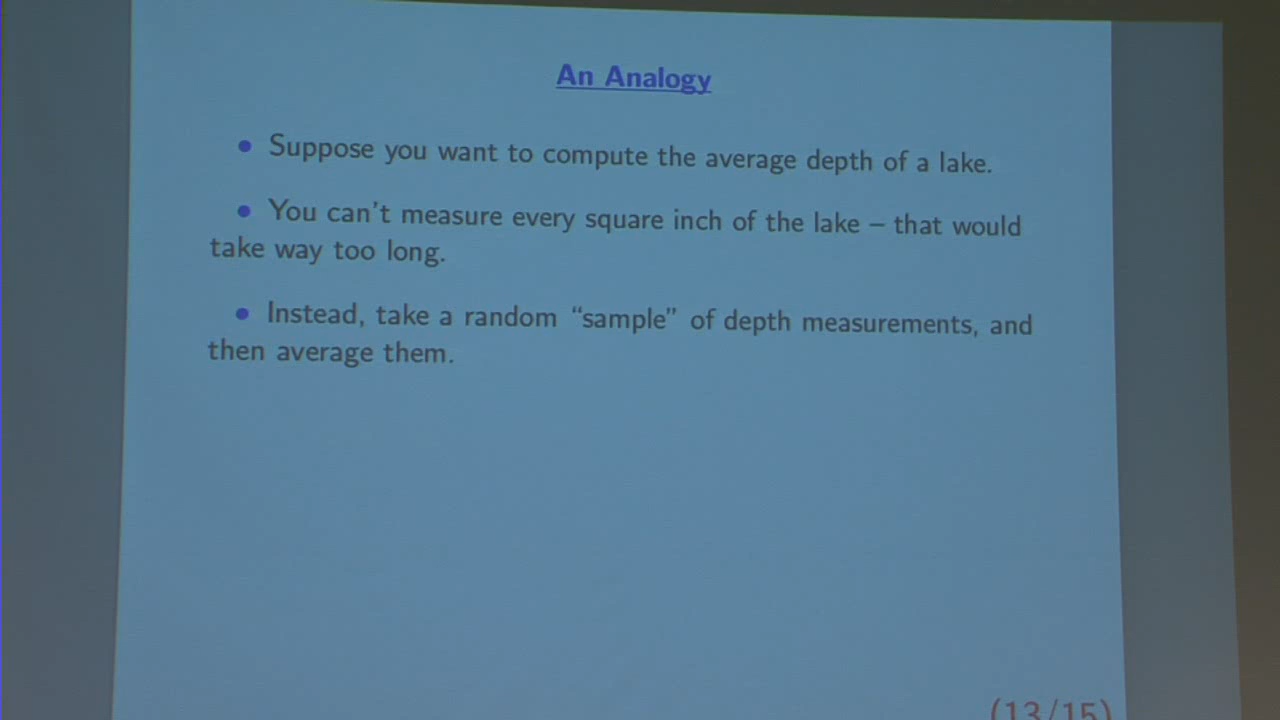 An Analogy
• Suppose you want to compute the average depth of a lake.
• You can't measure every square inch of the lake – that would
take way too long.
• Instead, take a random “sample” of depth measurements, and
then average them.
(13/15)